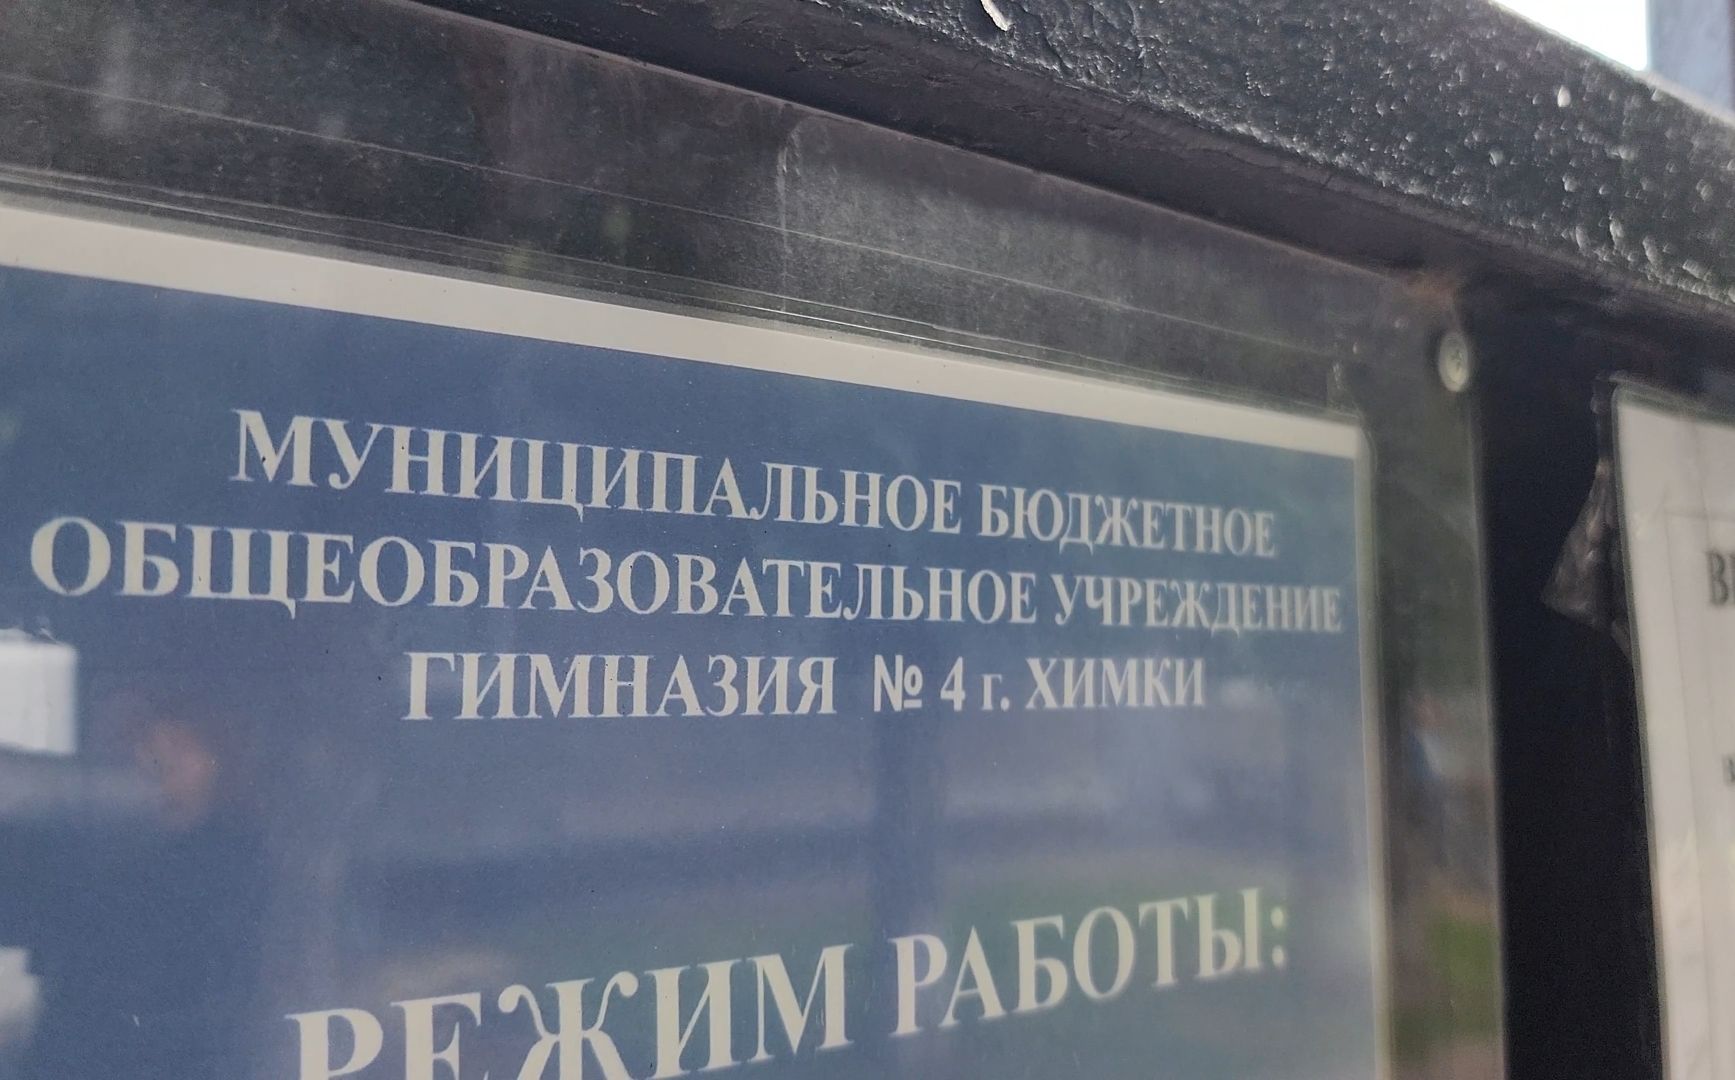 МУНИЦИПАЛЬНОЕ БЮДЖЕТНОЕ
ОБЩЕОБРАЗОВАТЕЛЬНОЕ УЧРЕЖДЕНИЕ
ГИМНАЗИЯ № 4 г. ХИМКИ
РЕЖИМ РАБОТЫ: